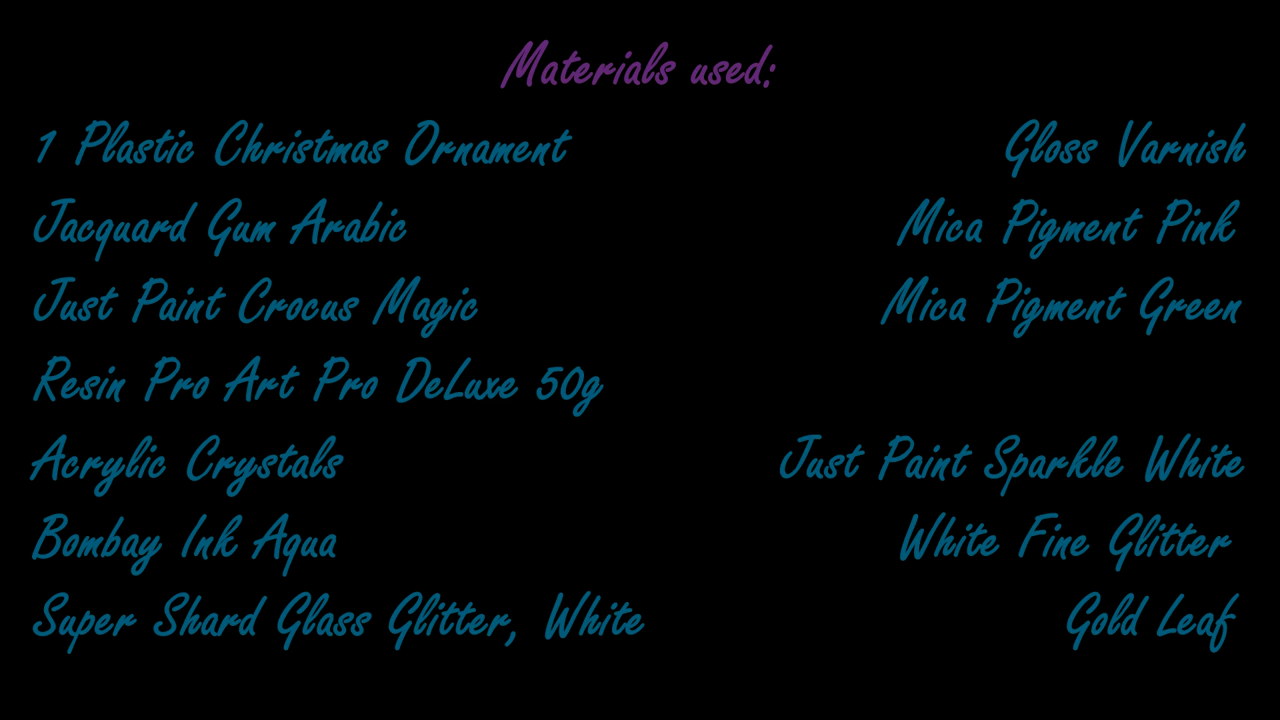 Materials used:
1 Plastic Christmas Ornament
Jacquard Gum Arabic
Just Paint Crocus Magic
Resin Pro Art Pro DeLuxe 50g
Acrylic Crystals
Bombay Ink Aqua
Super Shard Glass Glitter, White
Gloss Varnish
Mica Pigment Pink
Mica Pigment Green
Just Paint Sparkle White
White Fine Glitter
Gold Leaf